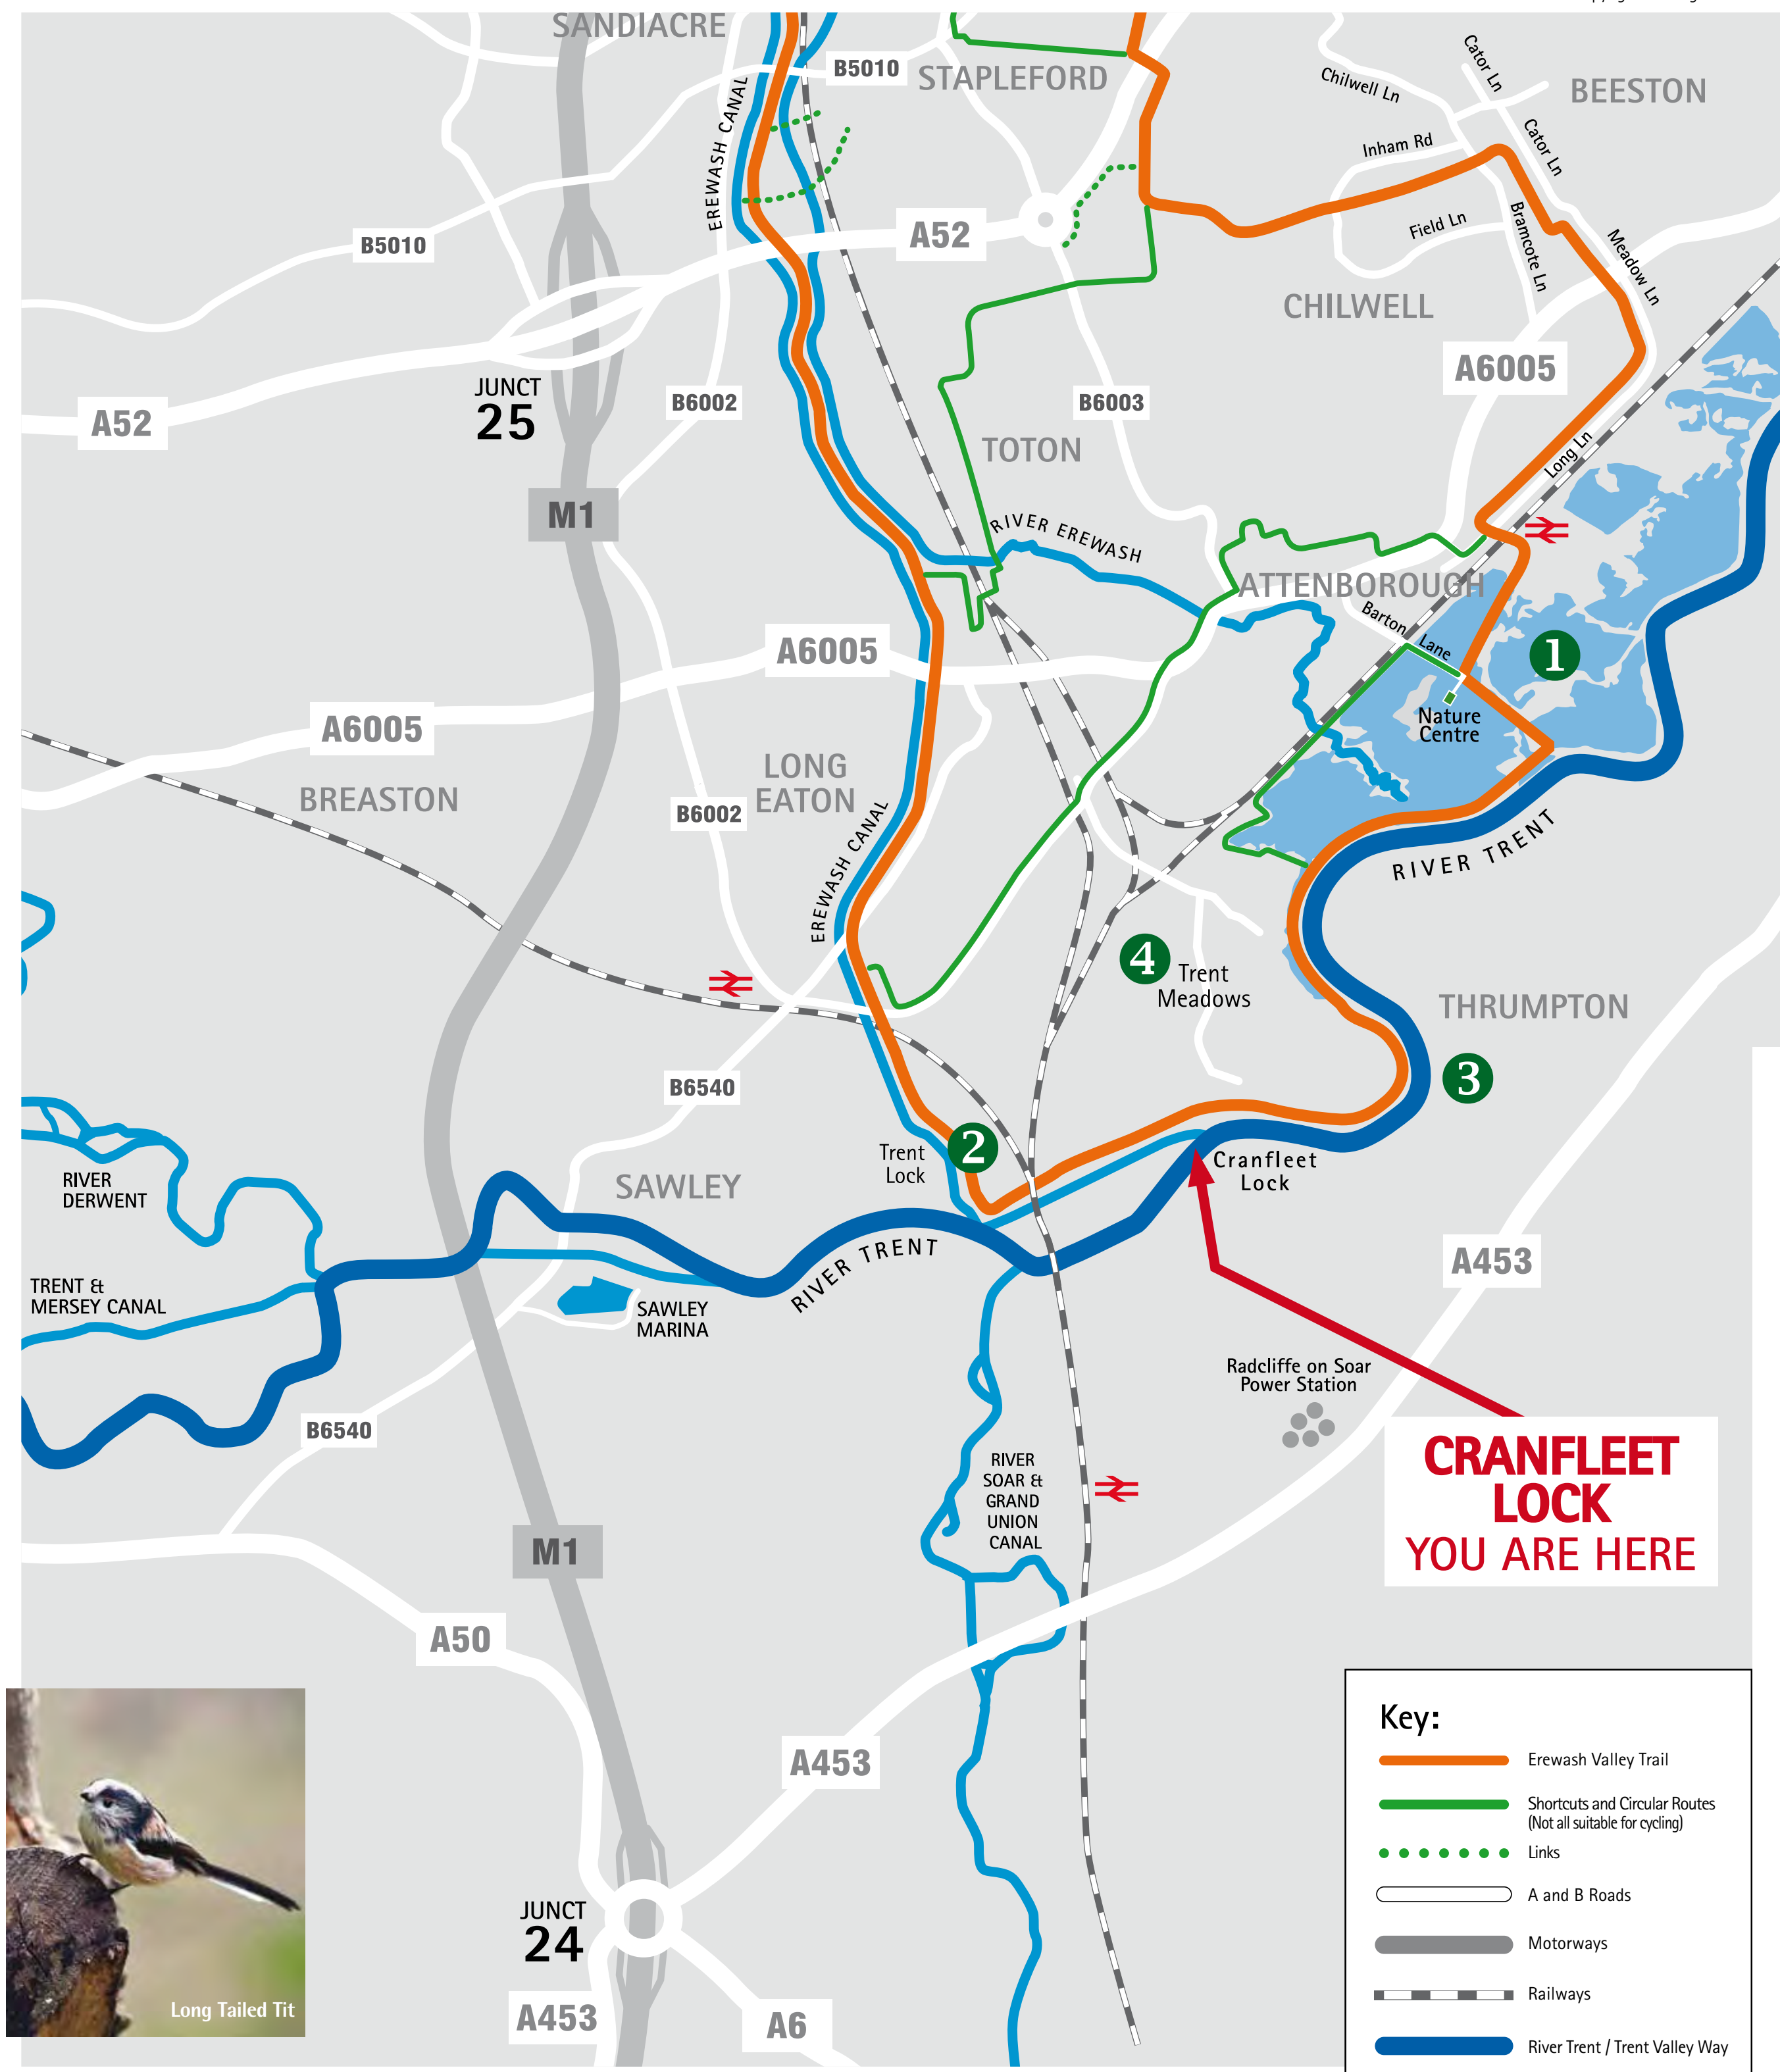 SANDIACRE
B5010
STAPLEFORD
Cator Ln
Chilwell Ln
BEESTON
EREWASH CANAL
Inham Rd
Cator Ln
B5010
A52
Field Ln
Bramcote Ln
Meadow Ln
CHILWELL
JUNCT
25
A52
B6002
B6003
A6005
TOTON
Long Ln
M1
RIVER EREWASH
ATTENBOROUGH
Barton Lane
A6005
1
A6005
Nature
Centre
LONG
EATON
BREASTON
B6002
EREWASH CANAL
RIVER TRENT
4
Trent
Meadows
THRUMPTON
3
B6540
2
Trent
Lock
Cranfleet
Lock
RIVER
DERWENT
SAWLEY
RIVER TRENT
A453
TRENT &
MERSEY CANAL
SAWLEY
MARINA
Radcliffe on Soar
Power Station
B6540
CRANFLEET
LOCK
YOU ARE HERE
RIVER
SOAR &
GRAND
UNION
CANAL
M1
A50
A453
Key:
Erewash Valley Trail
Shortcuts and Circular Routes
(Not all suitable for cycling)
Links
A and B Roads
Motorways
Railways
River Trent / Trent Valley Way
JUNCT
24
A453
A6
Long Tailed Tit